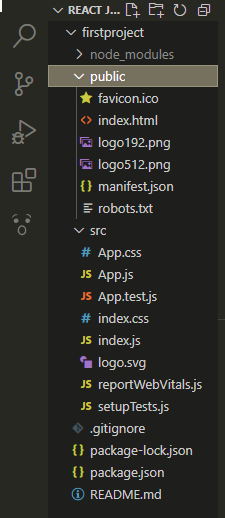 REACT J...
firstproject
node_modules
public
favicon.ico
index.html
logo192.png
logo512.png
manifest.json
robots.txt
src
App.css
App.js
App.test.js
index.css
index.js
logo.svg
reportWebVitals.js
setupTests.js
.gitignore
package-lock.json
package.json
README.md